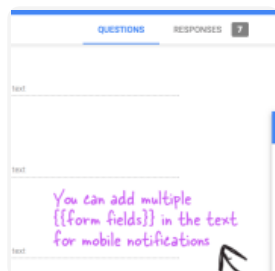 QUESTIONS RESPONSES 7
text
text
You can add multiple
{{form fields}} in the text
for mobile notifications
text